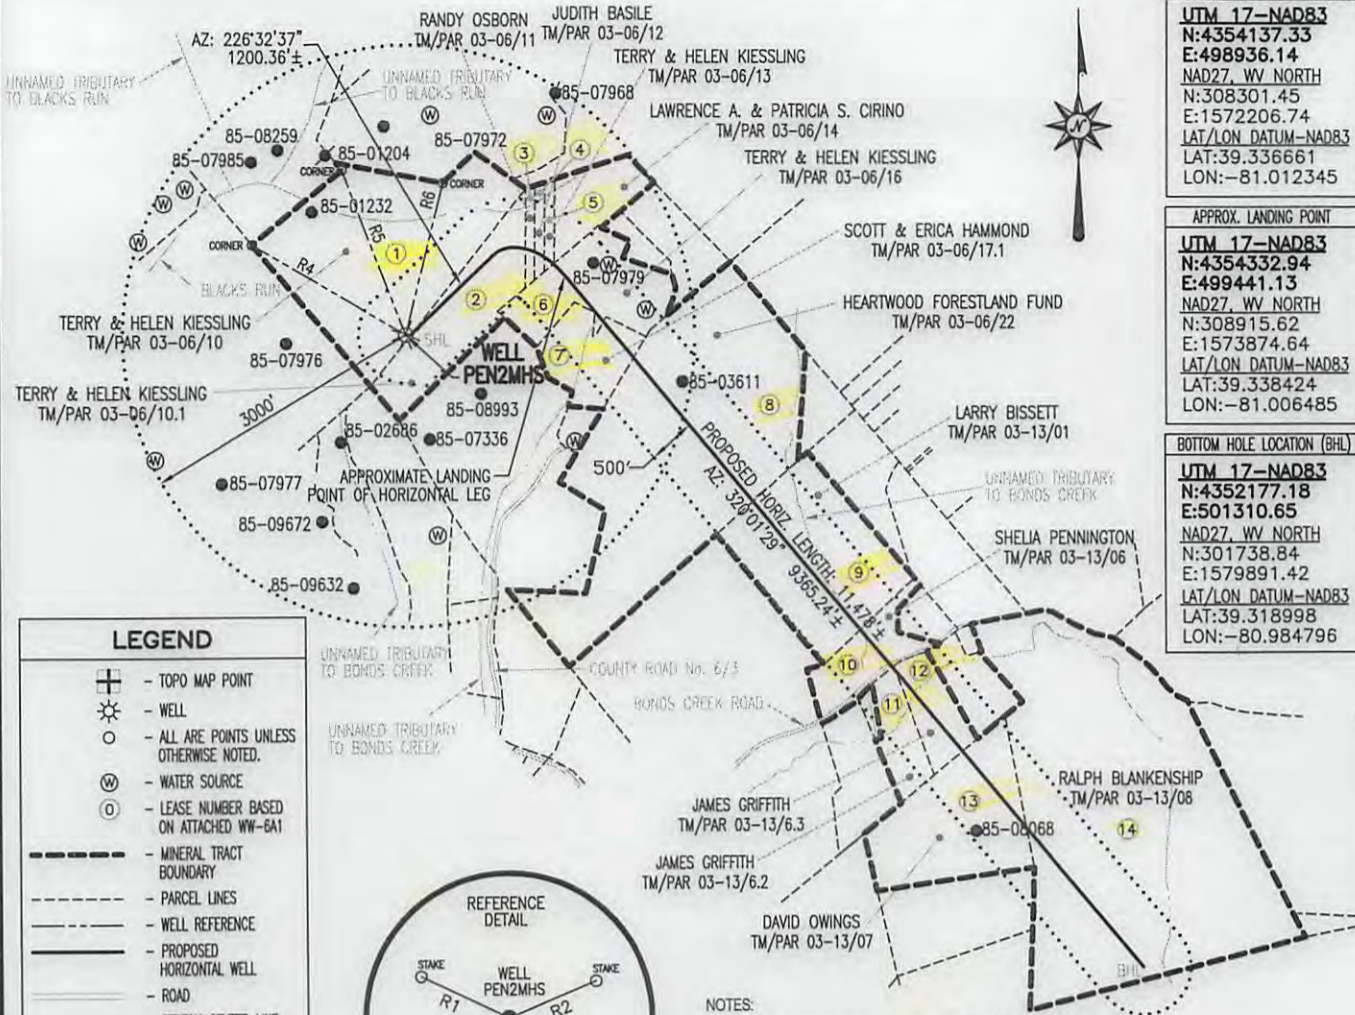 AZ: 226°32'37"
1200.36'±
RANDY OSBORN
TM/PAR 03-06/11
JUDITH BASILE
TM/PAR 03-06/12
TERRY & HELEN KIESSLING
TM/PAR 03-06/13
LAWRENCE A. & PATRICIA S. CIRINO
TM/PAR 03-06/14
TERRY & HELEN KIESSLING
TM/PAR 03-06/16
SCOTT & ERICA HAMMOND
TM/PAR 03-06/17.1
HEARTWOOD FORESTLAND FUND
TM/PAR 03-06/22
LARRY BISSETT
TM/PAR 03-13/01
UNNAMED TRIBUTARY
TO BONDS CREEK
SHELIA PENNINGTON
TM/PAR 03-13/06
RALPH BLANKENSHIP
TM/PAR 03-13/08
UNNAMED TRIBUTARY
TO BLACKS RUN
UNNAMED TRIBUTARY
TO BLACKS RUN
85-07968
85-07972
85-08259
85-07985
85-01204
CORNER
CORNER
85-01232
CORNER
R4
R5
R6
W
W
W
W
W
W
W
W
W
W
1
2
3
4
5
6
7
8
9
10
11
12
13
14
N
85-07979
BLACKS RUN
TERRY & HELEN KIESSLING
TM/PAR 03-06/10
SHL
WELL
PEN2MHS
85-07976
TERRY & HELEN KIESSLING
TM/PAR 03-06/10.1
3000'
85-08993
85-03611
85-02686
85-07336
APPROXIMATE LANDING
POINT OF HORIZONTAL LEG
500'
85-07977
85-09672
85-09632
PROPOSED HORIZ. LENGTH: 11,478'±
AZ: 320°01'29"
9365.24'±
UNNAMED TRIBUTARY
TO BONDS CREEK
COUNTY ROAD No. 6/3
UNNAMED TRIBUTARY
TO BONDS CREEK
BONDS CREEK ROAD
JAMES GRIFFITH
TM/PAR 03-13/6.3
JAMES GRIFFITH
TM/PAR 03-13/6.2
DAVID OWINGS
TM/PAR 03-13/07
85-08068
BHL
UTM 17-NAD83
N:4354137.33
E:498936.14
NAD27, WV NORTH
N:308301.45
E:1572206.74
LAT/LON DATUM-NAD83
LAT:39.336661
LON:-81.012345
APPROX. LANDING POINT
UTM 17-NAD83
N:4354332.94
E:499441.13
NAD27, WV NORTH
N:308915.62
E:1573874.64
LAT/LON DATUM-NAD83
LAT:39.338424
LON:-81.006485
BOTTOM HOLE LOCATION (BHL)
UTM 17-NAD83
N:4352177.18
E:501310.65
NAD27, WV NORTH
N:301738.84
E:1579891.42
LAT/LON DATUM-NAD83
LAT:39.318998
LON:-80.984796
LEGEND
- TOPO MAP POINT
- WELL
- ALL ARE POINTS UNLESS
OTHERWISE NOTED.
W - WATER SOURCE
0 - LEASE NUMBER BASED
ON ATTACHED WW-6A1
- MINERAL TRACT
BOUNDARY
- PARCEL LINES
- WELL REFERENCE
- PROPOSED
HORIZONTAL WELL
- ROAD
REFERENCE
DETAIL
STAKE
WELL
PEN2MHS
STAKE
R1
R2
NOTES: